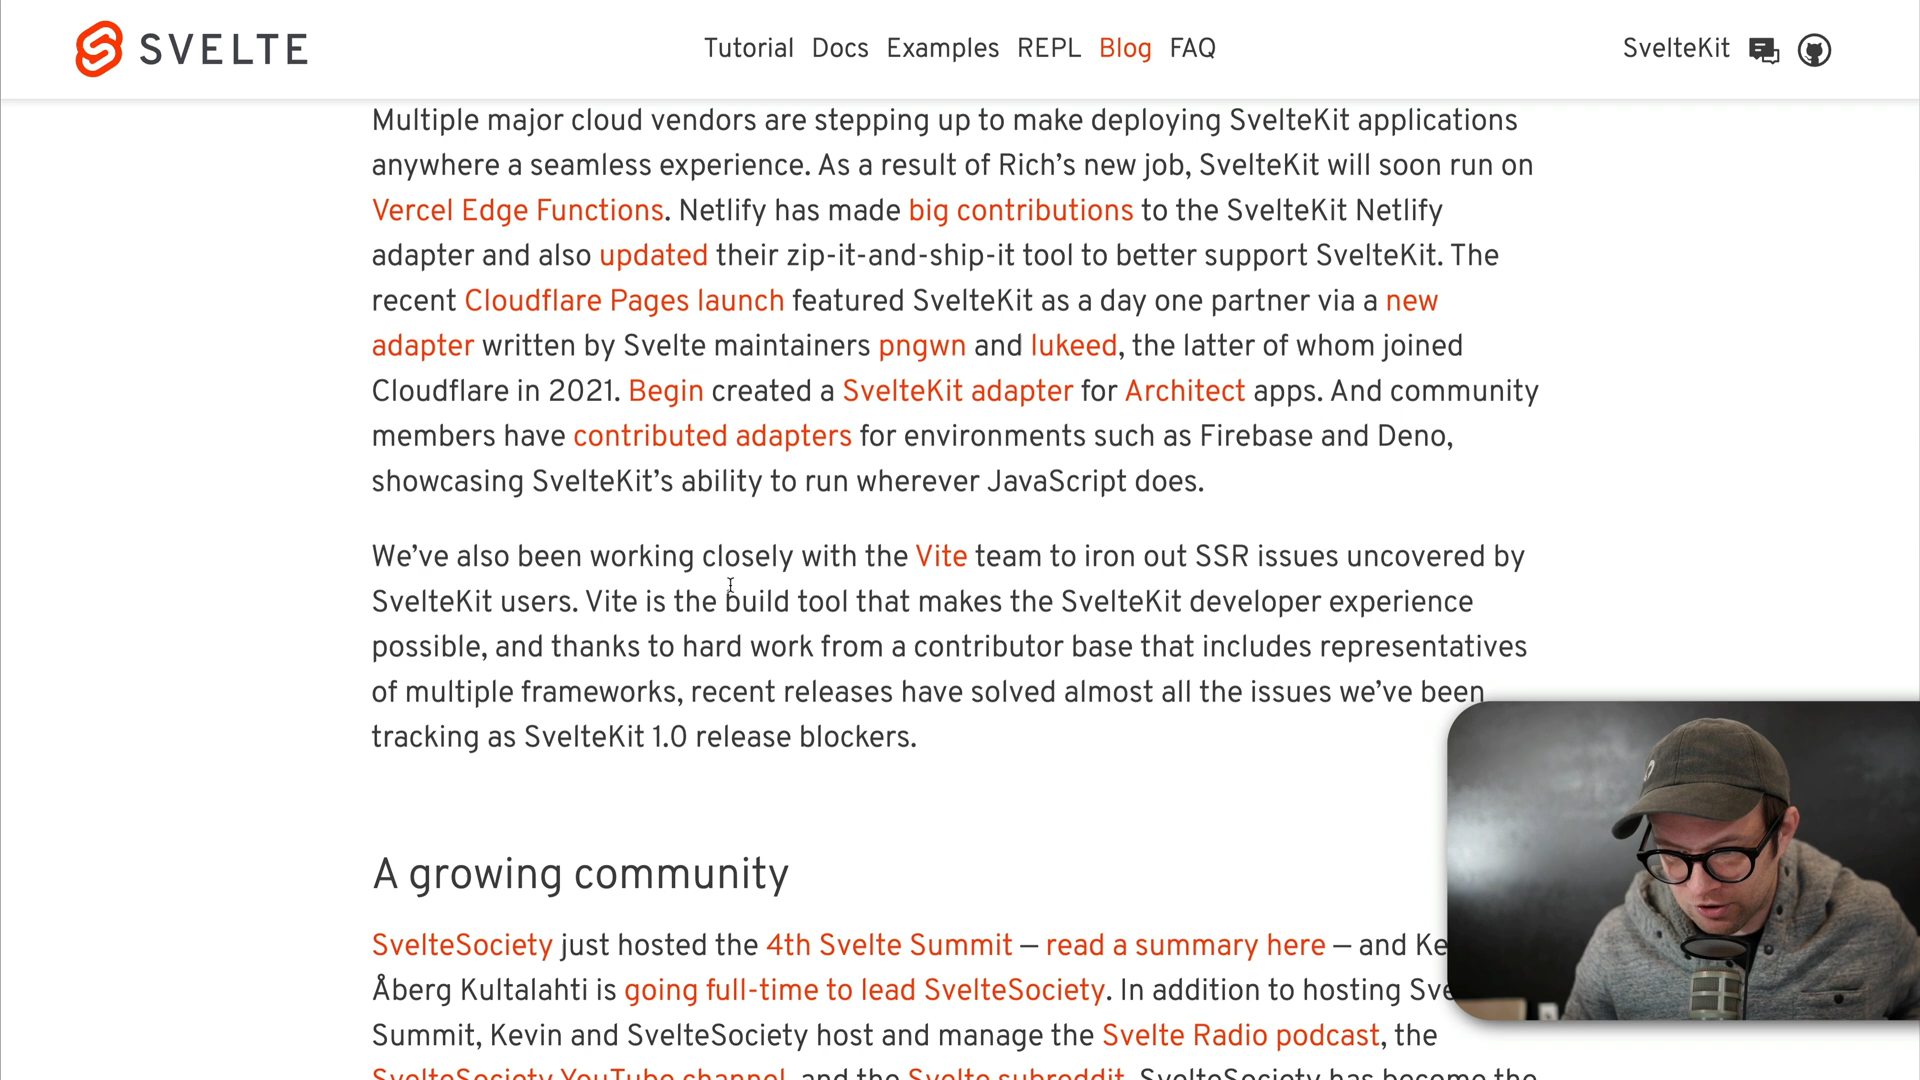 SVELTE
Tutorial Docs Examples REPL Blog FAQ
SvelteKit
Multiple major cloud vendors are stepping up to make deploying SvelteKit applications
anywhere a seamless experience. As a result of Rich’s new job, SvelteKit will soon run on
Vercel Edge Functions. Netlify has made big contributions to the SvelteKit Netlify
adapter and also updated their zip-it-and-ship-it tool to better support SvelteKit. The
recent Cloudflare Pages launch featured SvelteKit as a day one partner via a new
adapter written by Svelte maintainers pngwn and lukeed, the latter of whom joined
Cloudflare in 2021. Begin created a SvelteKit adapter for Architect apps. And community
members have contributed adapters for environments such as Firebase and Deno,
showcasing SvelteKit’s ability to run wherever JavaScript does.
We’ve also been working closely with the Vite team to iron out SSR issues uncovered by
SvelteKit users. Vite is the build tool that makes the SvelteKit developer experience
possible, and thanks to hard work from a contributor base that includes representatives
of multiple frameworks, recent releases have solved almost all the issues we’ve been
tracking as SvelteKit 1.0 release blockers.
A growing community
SvelteSociety just hosted the 4th Svelte Summit — read a summary here — and Ke
Åberg Kultalahti is going full-time to lead SvelteSociety. In addition to hosting Sve
Summit, Kevin and SvelteSociety host and manage the Svelte Radio podcast, the
SvelteSociety YouTube channel, and the Svelte subreddit. SvelteSociety has become the